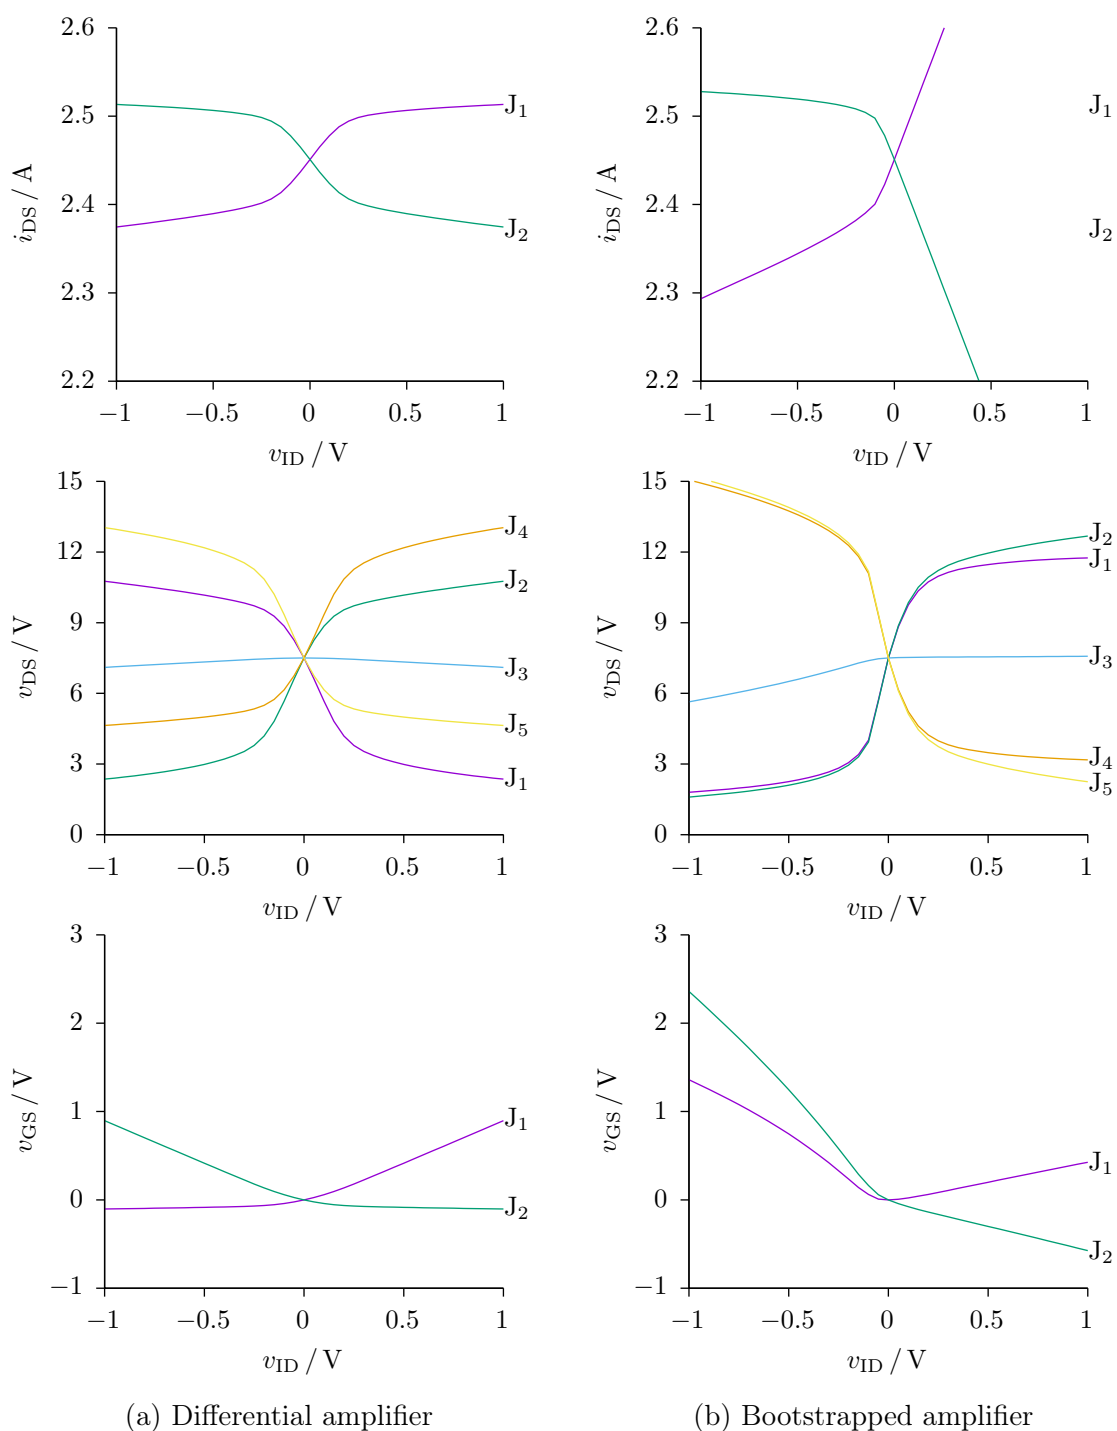 2.6
2.5
2.4
2.3
2.2
−1
−0.5
0
0.5
1
i_DS / A
v_ID / V
J_1
J_2
2.6
2.5
2.4
2.3
2.2
−1
−0.5
0
0.5
1
i_DS / A
v_ID / V
J_1
J_2
15
12
9
6
3
0
−1
−0.5
0
0.5
1
v_DS / V
v_ID / V
J_4
J_2
J_3
J_5
J_1
15
12
9
6
3
0
−1
−0.5
0
0.5
1
v_DS / V
v_ID / V
J_2
J_1
J_3
J_4
J_5
3
2
1
0
−1
−1
−0.5
0
0.5
1
v_GS / V
v_ID / V
J_1
J_2
3
2
1
0
−1
−1
−0.5
0
0.5
1
v_GS / V
v_ID / V
J_1
J_2
(a) Differential amplifier
(b) Bootstrapped amplifier